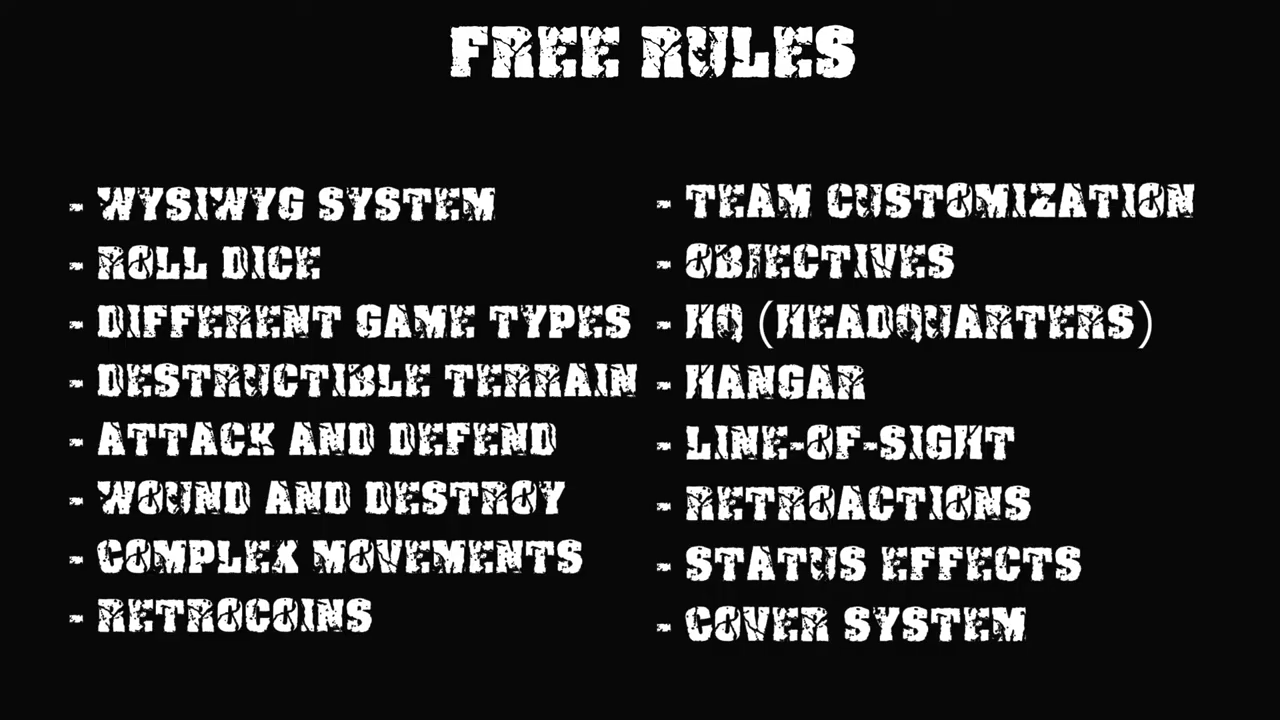 FREE RULES
- WYSIWYG SYSTEM
- ROLL DICE
- DIFFERENT GAME TYPES
- DESTRUCTIBLE TERRAIN
- ATTACK AND DEFEND
- WOUND AND DESTROY
- COMPLEX MOVEMENTS
- RETROCOINS
- TEAM CUSTOMIZATION
- OBJECTIVES
- HQ (HEADQUARTERS)
- HANGAR
- LINE-OF-SIGHT
- RETROACTIONS
- STATUS EFFECTS
- COVER SYSTEM